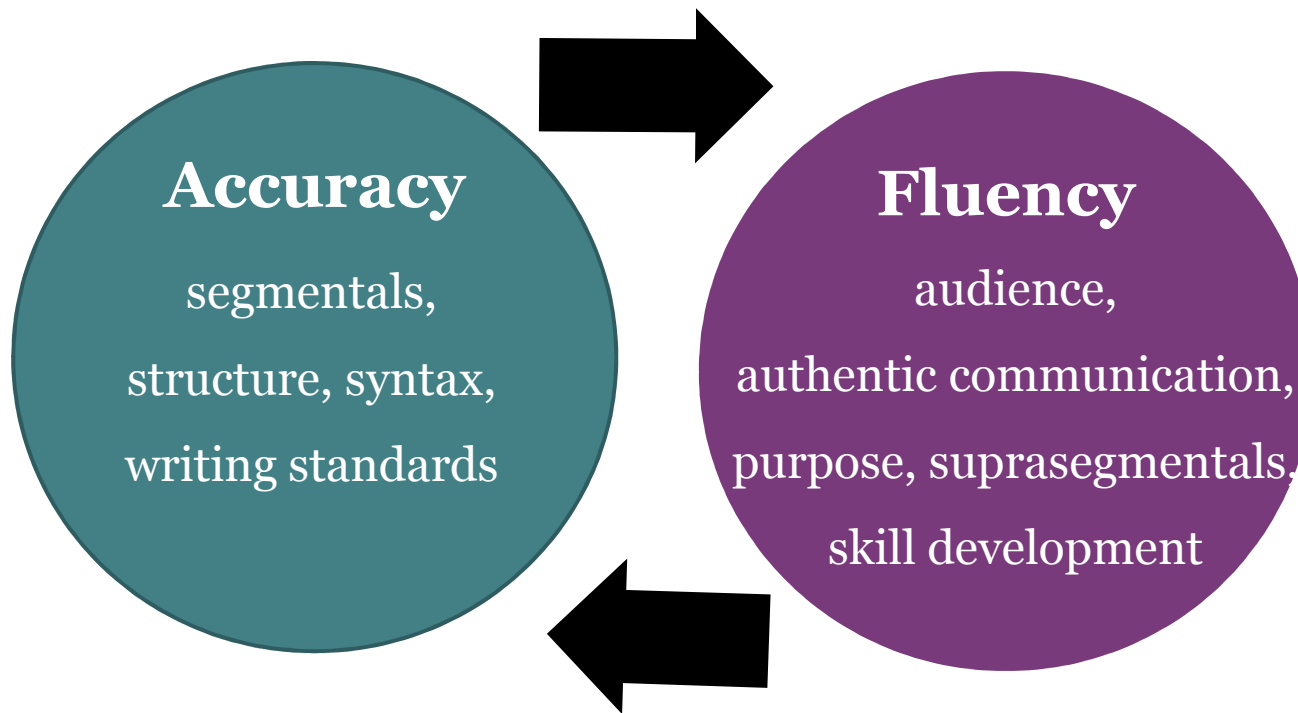 Accuracy
segmentals,
structure, syntax,
writing standards
Fluency
audience,
authentic communication,
purpose, suprasegmentals,
skill development